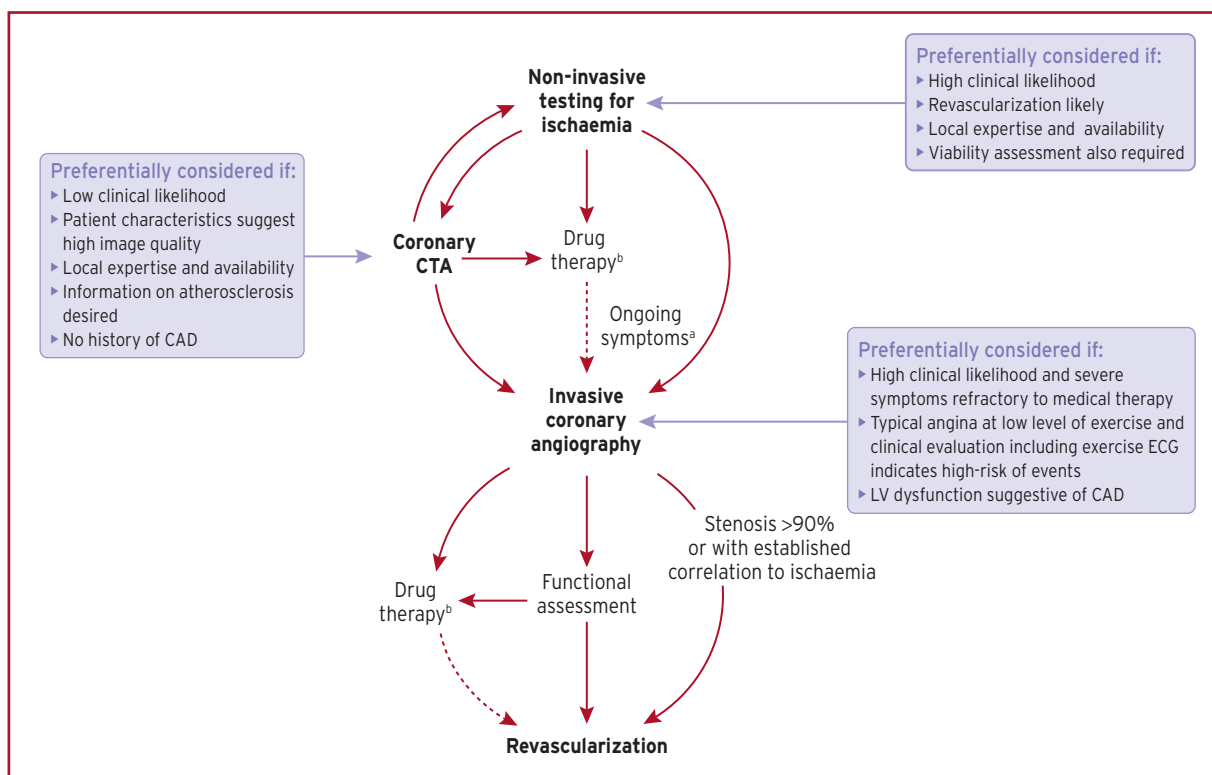 Preferentially considered if:
▸ High clinical likelihood
▸ Revascularization likely
▸ Local expertise and availability
▸ Viability assessment also required
Non-invasive
testing for
ischaemia
Preferentially considered if:
▸ Low clinical likelihood
▸ Patient characteristics suggest
high image quality
▸ Local expertise and availability
▸ Information on atherosclerosis
desired
▸ No history of CAD
Coronary
CTA
Drug
therapyᵇ
Ongoing
symptomsᵃ
Preferentially considered if:
▸ High clinical likelihood and severe
symptoms refractory to medical therapy
▸ Typical angina at low level of exercise and
clinical evaluation including exercise ECG
indicates high-risk of events
▸ LV dysfunction suggestive of CAD
Invasive
coronary
angiography
Stenosis >90%
or with established
correlation to ischaemia
Drug
therapyᵇ
Functional
assessment
Revascularization